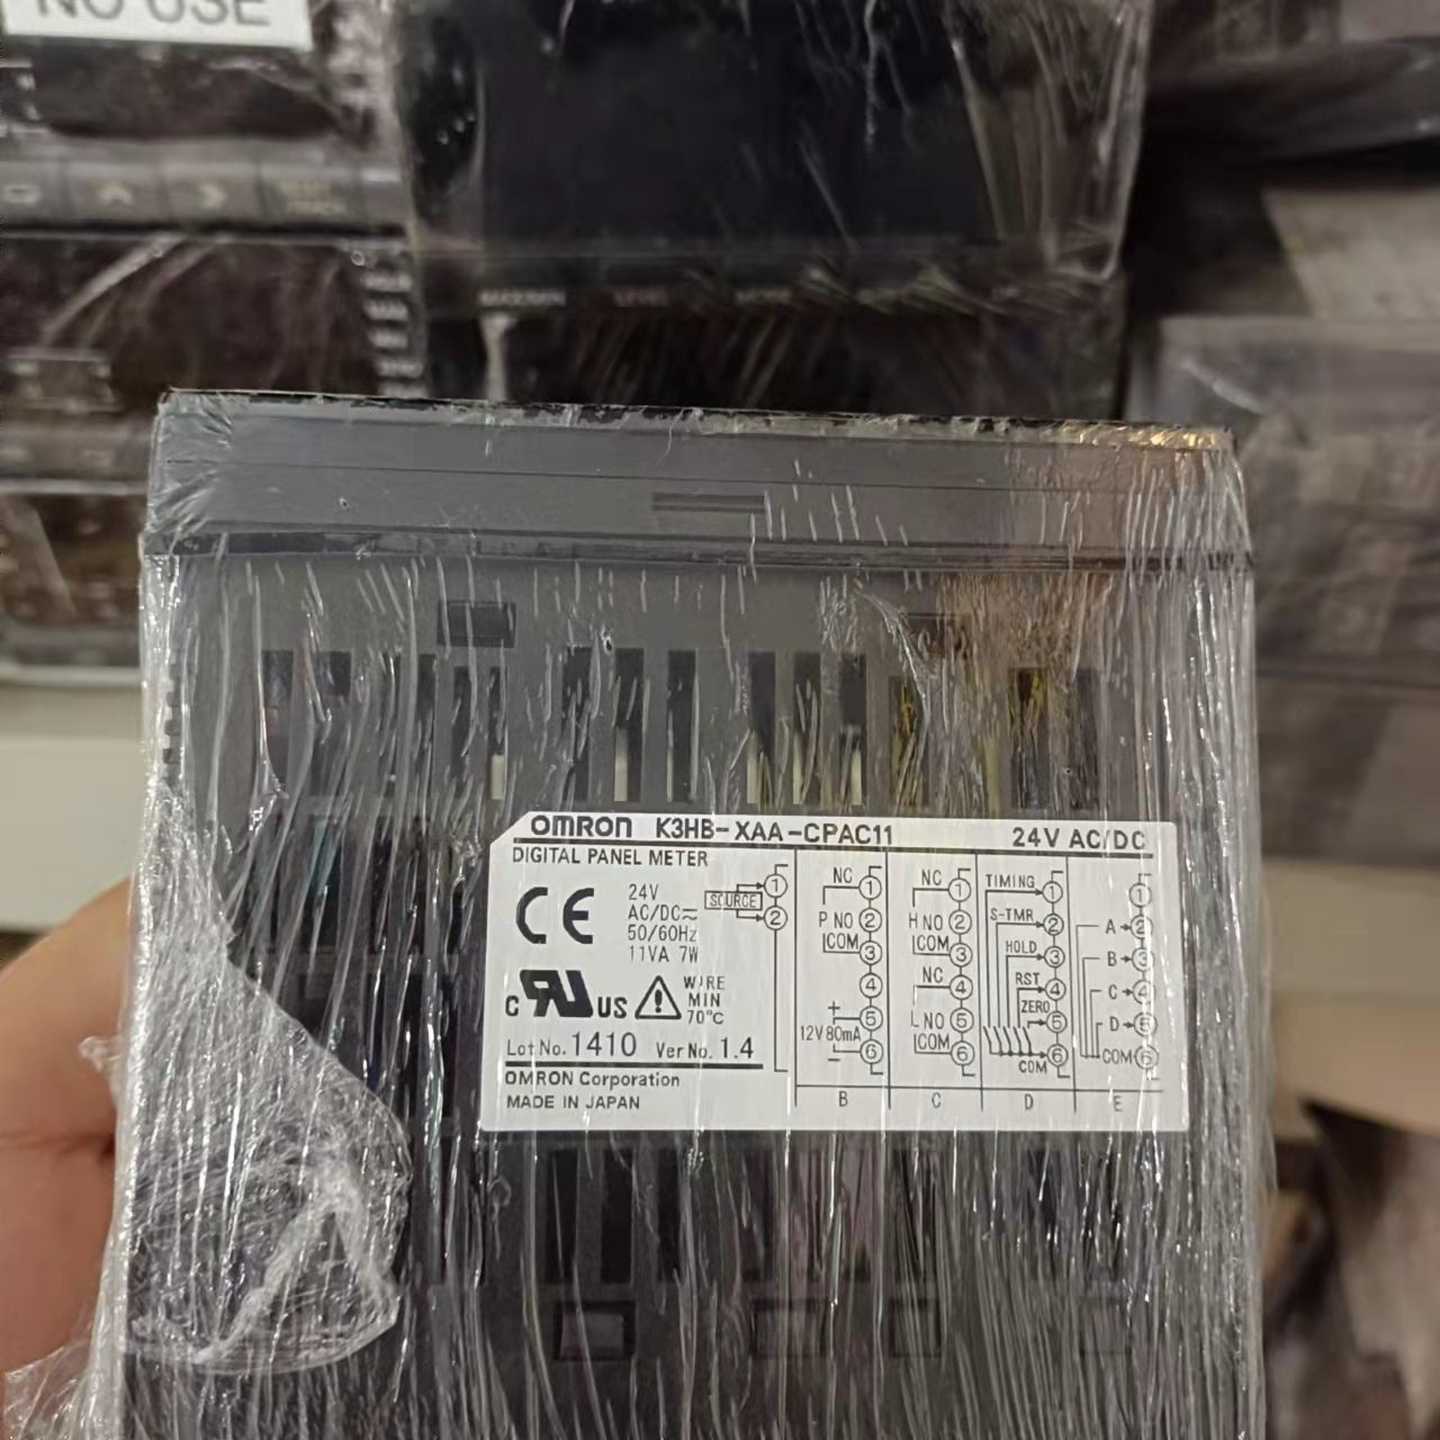 NO USE
OMRON K3HB-XAA-CPAC11 24V AC/DC
DIGITAL PANEL METER
24V
AC/DC≂
50/60Hz
11VA 7W
SOURCE
1
2
CE
C RU US
WIRE
MIN
70°C
Lot No. 1410 Ver No. 1.4
OMRON Corporation
MADE IN JAPAN
NC 1
P NO 2
COM 3
4
+ 5
12V 80mA
- 6
B
NC 1
H NO 2
COM 3
NC 4
L NO 5
COM 6
C
TIMING 1
S-TMR 2
HOLD 3
RST 4
ZERO 5
COM 6
D
1
A 2
B 3
C 4
D 5
COM 6
E